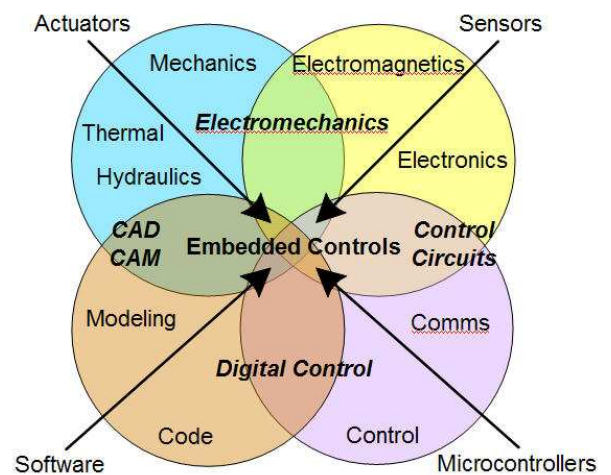 Actuators
Sensors
Mechanics
Electromagnetics
Electromechanics
Thermal
Electronics
Hydraulics
CAD
CAM
Embedded Controls
Control
Circuits
Modeling
Comms
Digital Control
Code
Control
Software
Microcontrollers